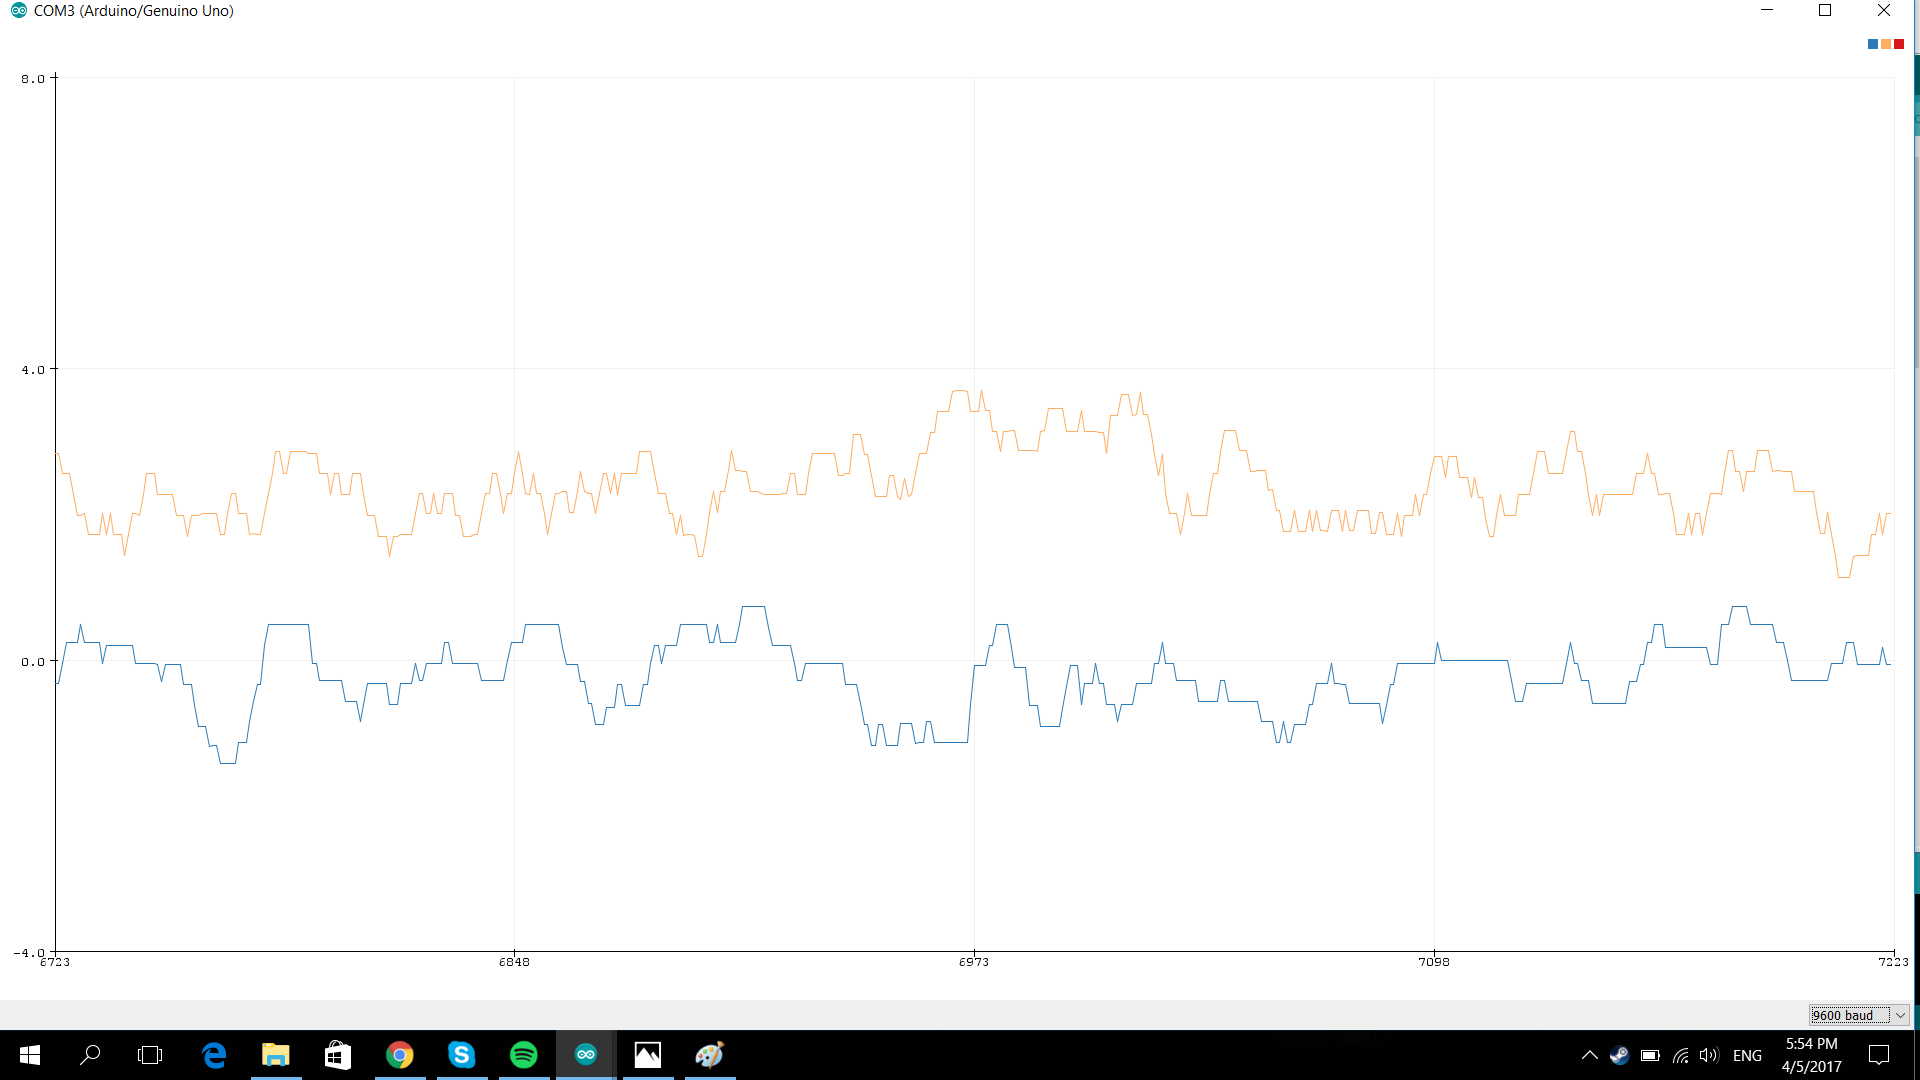 COM3 (Arduino/Genuino Uno)
8.0
4.0
0.0
-4.0
6723 6848 6973 7098 7223
9600 baud
ENG
5:54 PM
4/5/2017